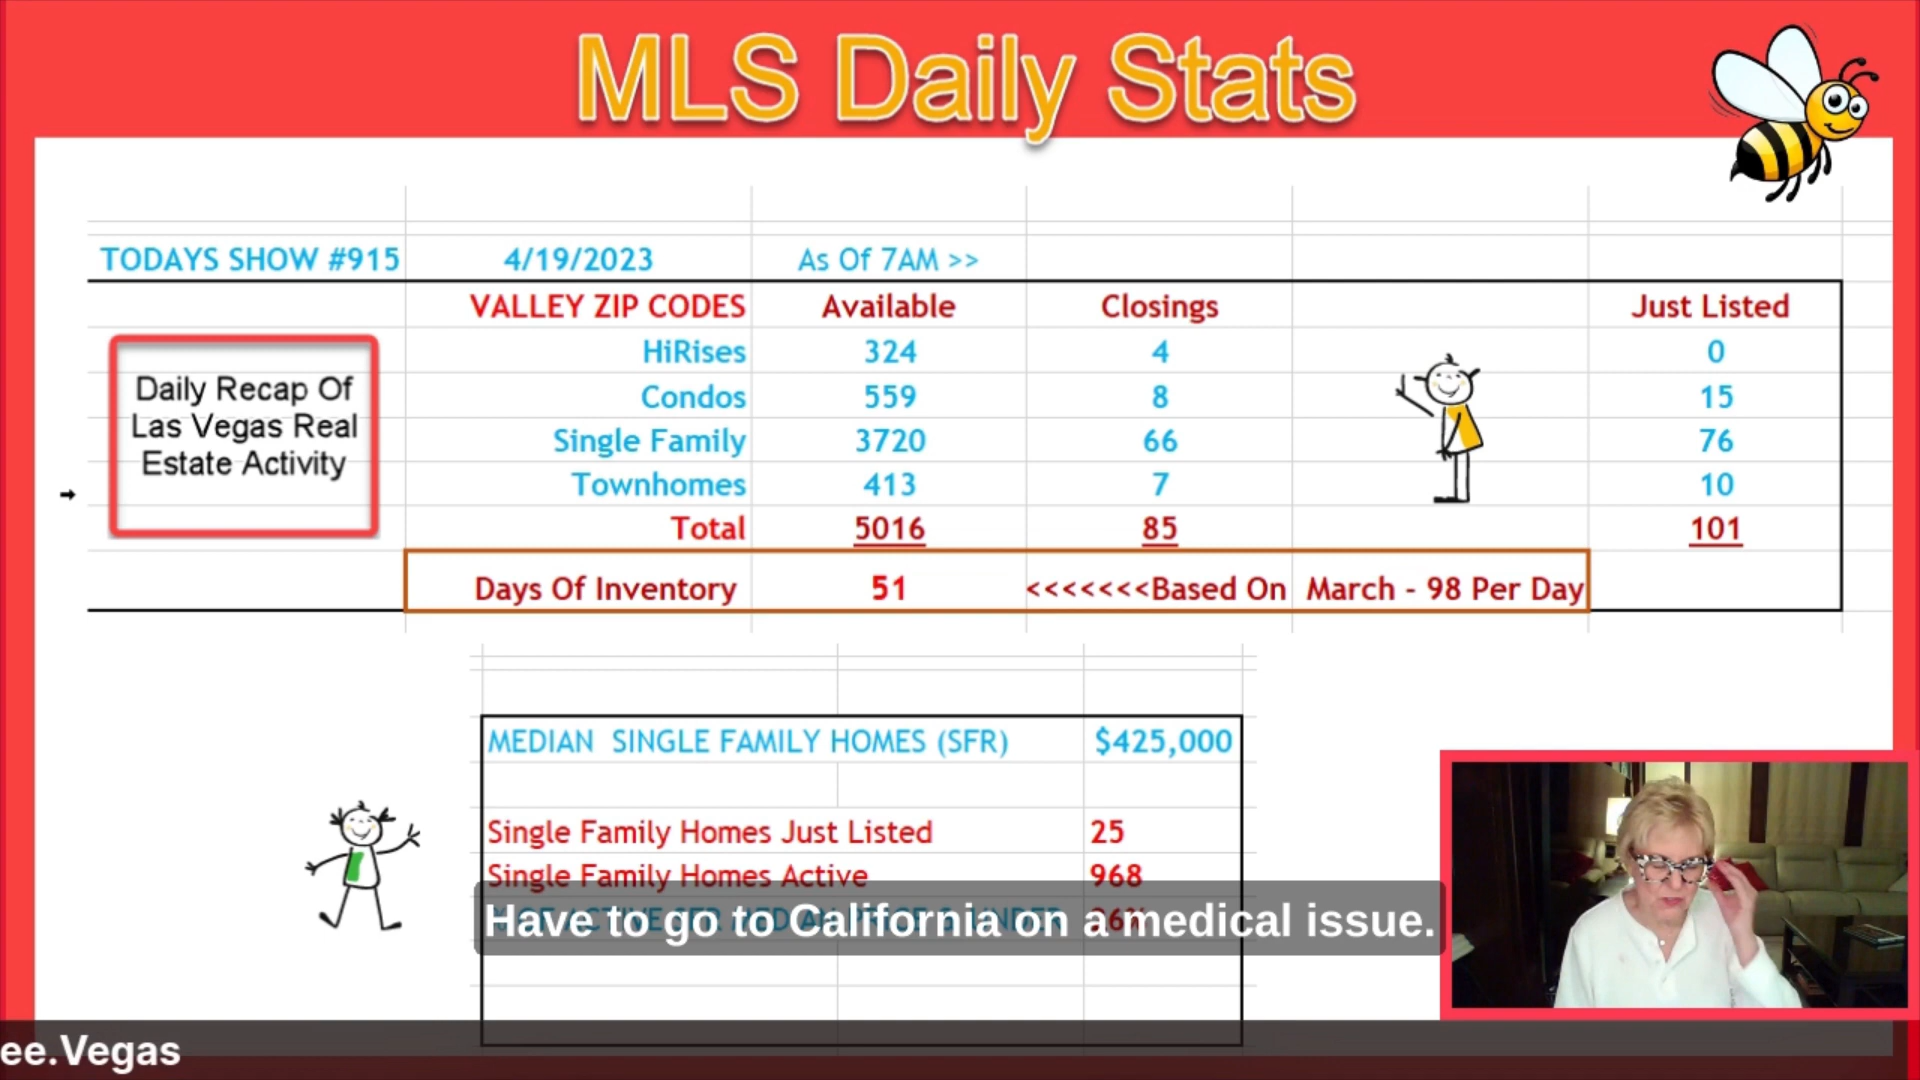 MLS Daily Stats
TODAYS SHOW #915 4/19/2023 As Of 7AM >>
VALLEY ZIP CODES Available Closings Just Listed
HiRises 324 4 0
Condos 559 8 15
Single Family 3720 66 76
Townhomes 413 7 10
Total 5016 85 101
Daily Recap Of
Las Vegas Real
Estate Activity
Days Of Inventory 51 <<<<<<<Based On March - 98 Per Day
MEDIAN SINGLE FAMILY HOMES (SFR) $425,000
Single Family Homes Just Listed 25
Single Family Homes Active 968
Have to go to California on a medical issue.
ee.Vegas